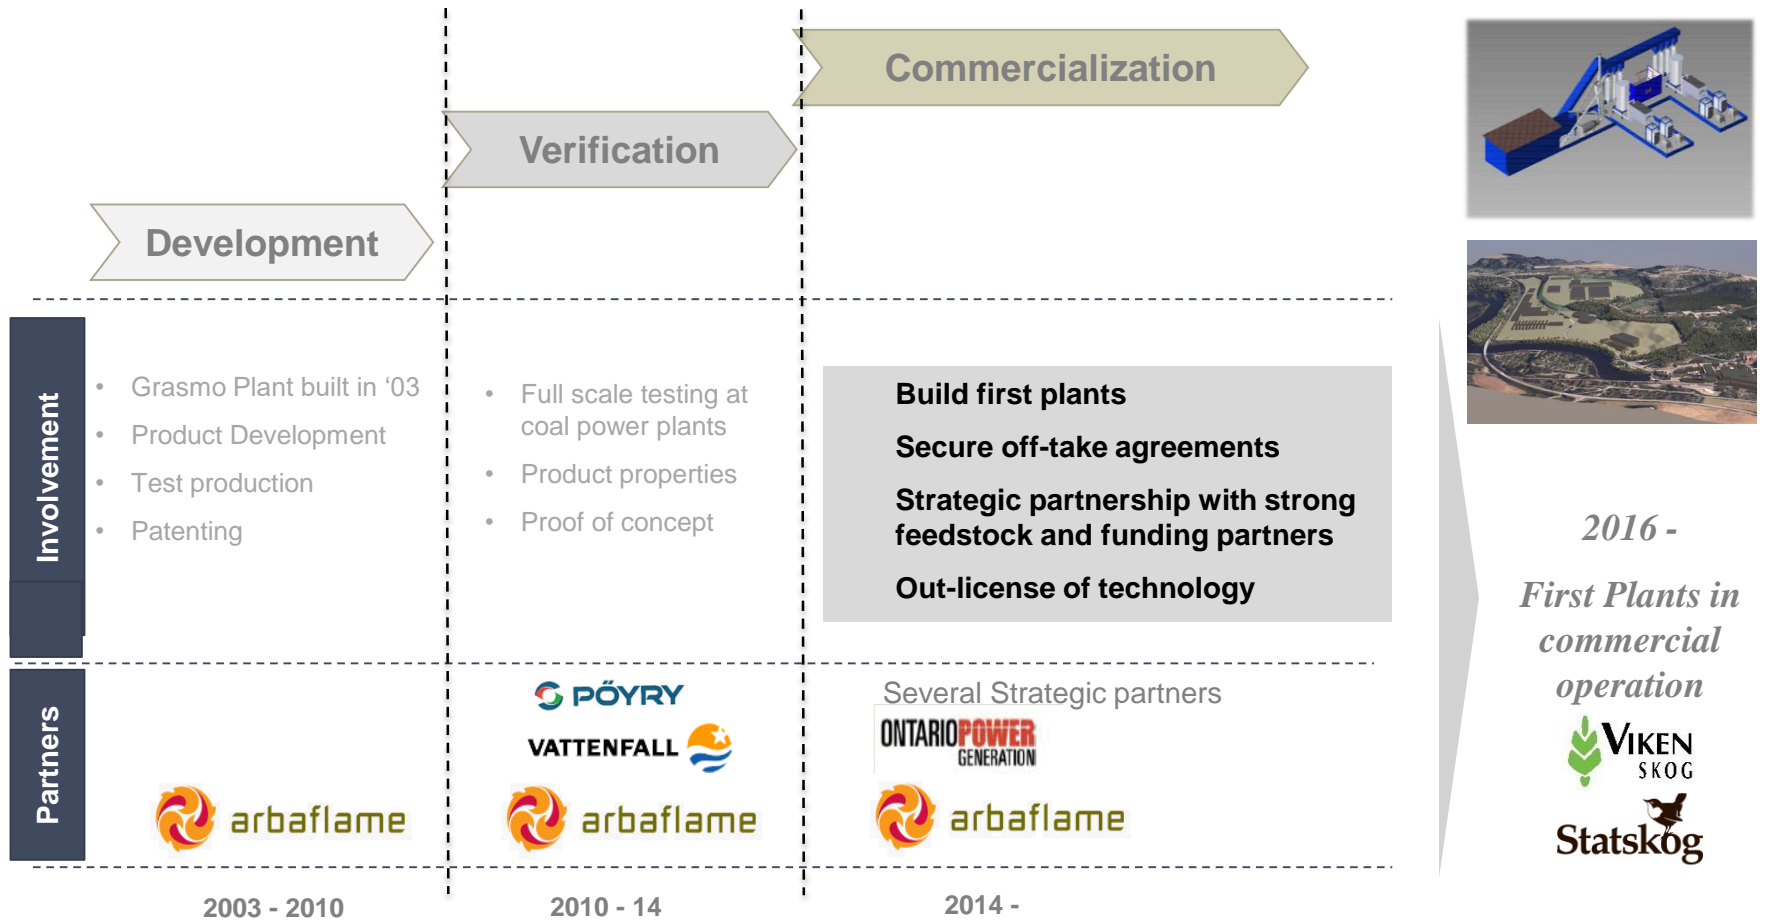 Commercialization
Verification
Development
Involvement
• Grasmo Plant built in ‘03
• Product Development
• Test production
• Patenting
• Full scale testing at
coal power plants
• Product properties
• Proof of concept
Build first plants
Secure off-take agreements
Strategic partnership with strong
feedstock and funding partners
Out-license of technology
2016 -
First Plants in
commercial
operation
VIKEN
SKOG
Statskog
Partners
arbaflame
PÖYRY
VATTENFALL
arbaflame
Several Strategic partners
ONTARIOPOWER
GENERATION
arbaflame
2003 - 2010
2010 - 14
2014 -